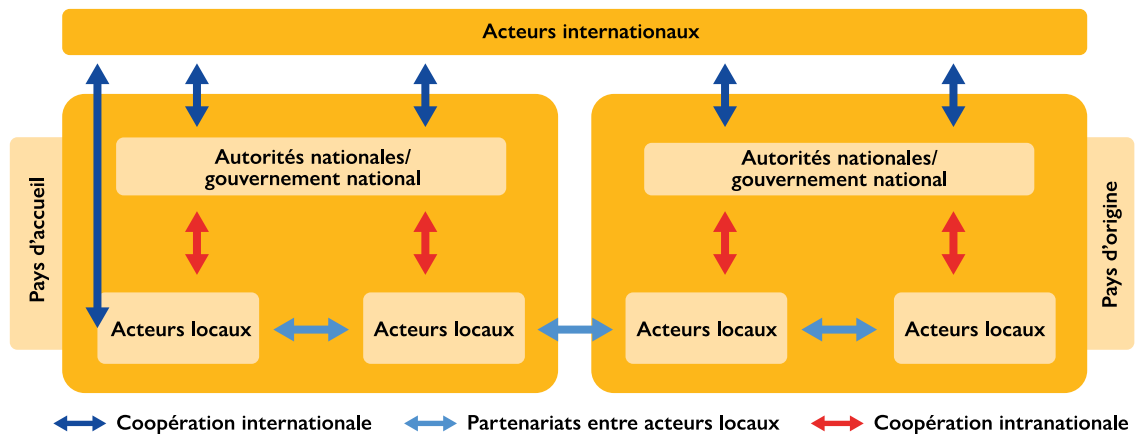 Acteurs internationaux
Pays d'accueil
Autorités nationales/
gouvernement national
Autorités nationales/
gouvernement national
Pays d'origine
Acteurs locaux
Acteurs locaux
Acteurs locaux
Acteurs locaux
Coopération internationale
Partenariats entre acteurs locaux
Coopération intranationale